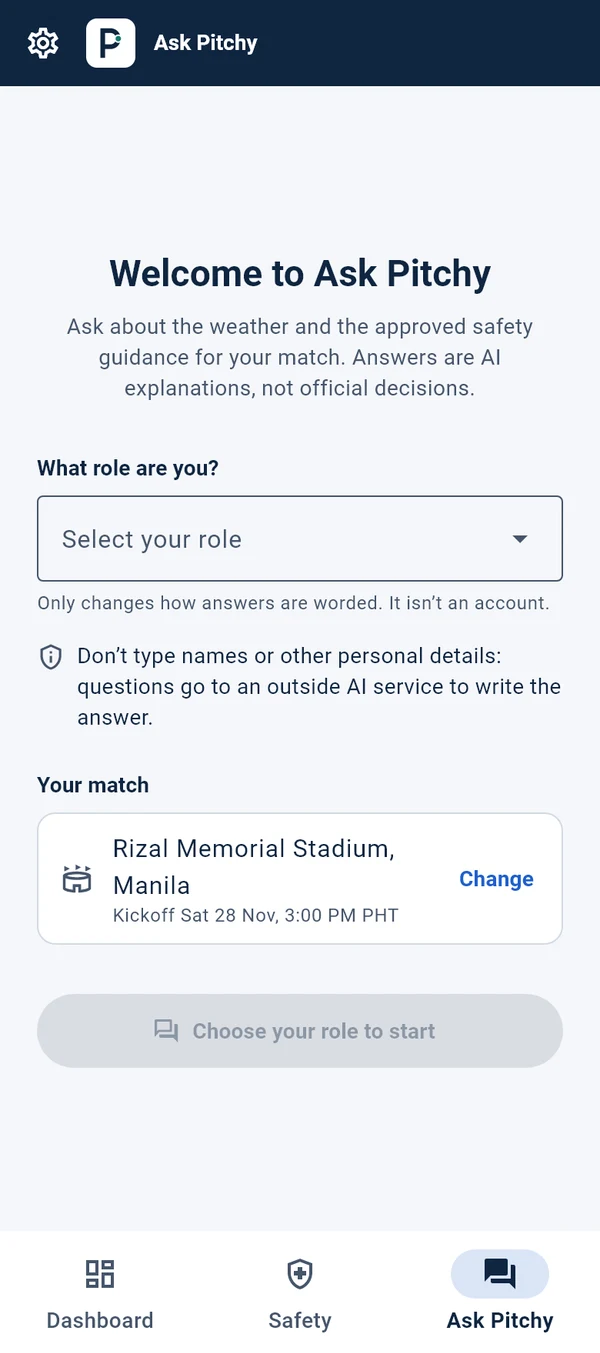 P
Ask Pitchy
Welcome to Ask Pitchy
Ask about the weather and the approved safety
guidance for your match. Answers are AI
explanations, not official decisions.
What role are you?
Select your role
Only changes how answers are worded. It isn’t an account.
Don’t type names or other personal details:
questions go to an outside AI service to write the
answer.
Your match
Rizal Memorial Stadium,
Manila
Kickoff Sat 28 Nov, 3:00 PM PHT
Change
Choose your role to start
Dashboard
Safety
Ask Pitchy